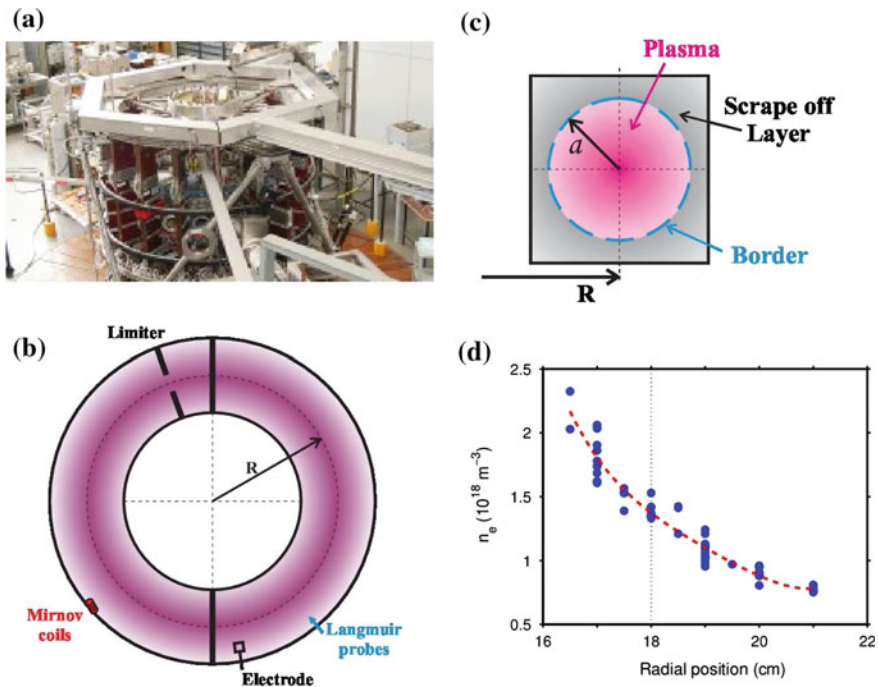 (a)
(c)
Plasma
Scrape off
Layer
a
Border
R
(b)
Limiter
R
Mirnov
coils
Langmuir
probes
Electrode
(d)
2.5
2
1.5
1
0.5
n_e (10^18 m^−3)
16 18 20 22
Radial position (cm)